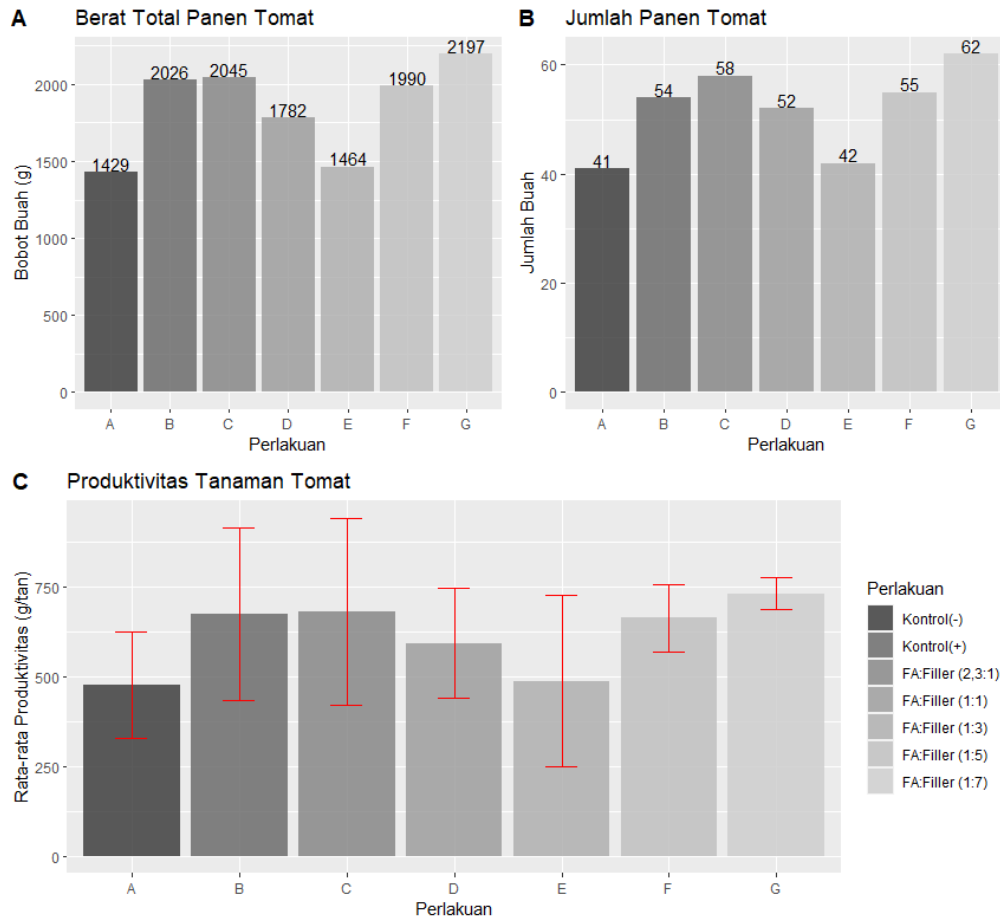 A Berat Total Panen Tomat
Bobot Buah (g)
2000
1500
1000
500
0
1429
2026
2045
1782
1464
1990
2197
A B C D E F G
Perlakuan
B Jumlah Panen Tomat
Jumlah Buah
60
40
20
0
41
54
58
52
42
55
62
A B C D E F G
Perlakuan
C Produktivitas Tanaman Tomat
Rata-rata Produktivitas (g/tan)
750
500
250
0
A B C D E F G
Perlakuan
Perlakuan
Kontrol(-)
Kontrol(+)
FA:Filler (2,3:1)
FA:Filler (1:1)
FA:Filler (1:3)
FA:Filler (1:5)
FA:Filler (1:7)